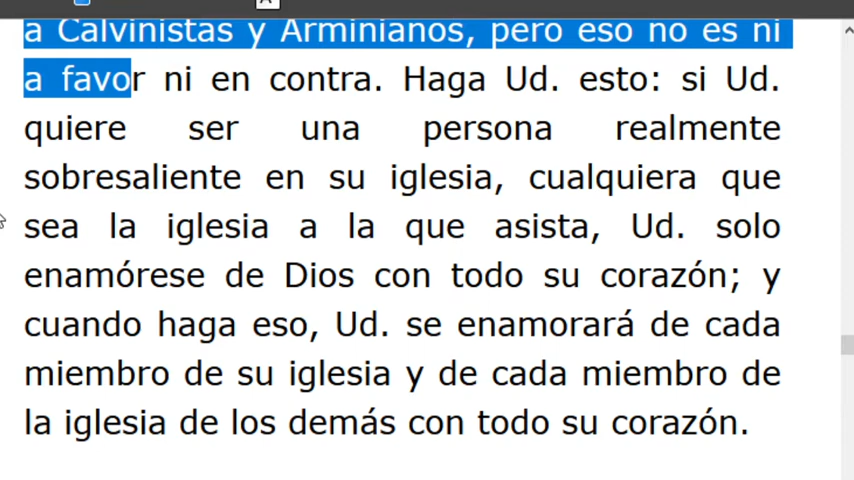 a Calvinistas y Arminianos, pero eso no es ni
a favor ni en contra. Haga Ud. esto: si Ud.
quiere ser una persona realmente
sobresaliente en su iglesia, cualquiera que
sea la iglesia a la que asista, Ud. solo
enamórese de Dios con todo su corazón; y
cuando haga eso, Ud. se enamorará de cada
miembro de su iglesia y de cada miembro de
la iglesia de los demás con todo su corazón.